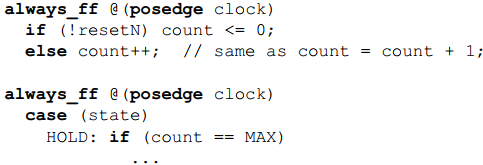 always_ff @(posedge clock)
if (!resetN) count <= 0;
else count++; // same as count = count + 1;
always_ff @(posedge clock)
case (state)
HOLD: if (count == MAX)
...